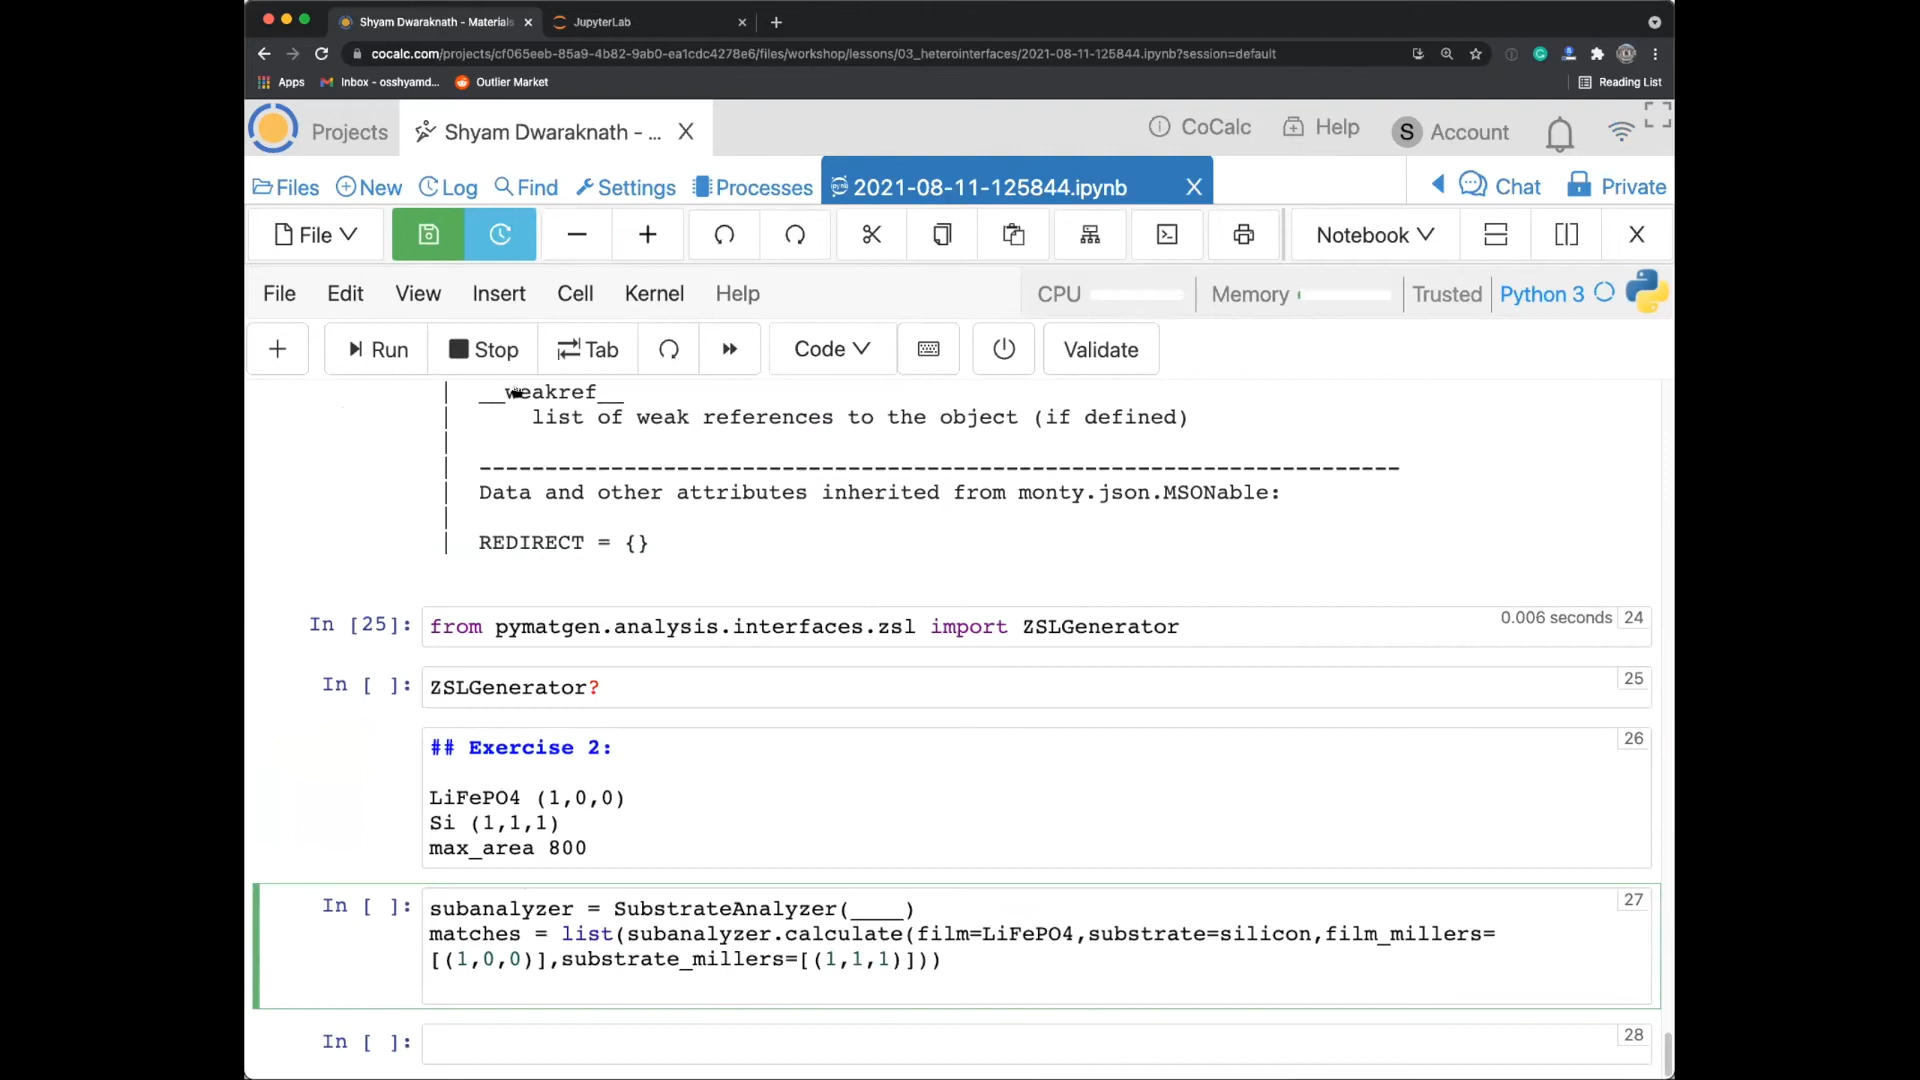 Shyam Dwaraknath - Materials
JupyterLab
cocalc.com/projects/cf065eeb-85a9-4b82-9ab0-ea1cdc4278e6/files/workshop/lessons/03_heterointerfaces/2021-08-11-125844.ipynb?session=default
Apps
Inbox - osshyamd...
Outlier Market
Reading List
Projects
Shyam Dwaraknath - ...
CoCalc
Help
S Account
Files
New
Log
Find
Settings
Processes
2021-08-11-125844.ipynb
Chat
Private
File
Notebook
File Edit View Insert Cell Kernel Help
CPU
Memory
Trusted
Python 3
Run
Stop
Tab
Code
Validate
__weakref__
list of weak references to the object (if defined)
----------------------------------------------------------------------
Data and other attributes inherited from monty.json.MSONable:
REDIRECT = {}
In [25]: from pymatgen.analysis.interfaces.zsl import ZSLGenerator 0.006 seconds 24
In [ ]: ZSLGenerator? 25
## Exercise 2: 26
LiFePO4 (1,0,0)
Si (1,1,1)
max_area 800
In [ ]: subanalyzer = SubstrateAnalyzer(____) 27
matches = list(subanalyzer.calculate(film=LiFePO4,substrate=silicon,film_millers=
[(1,0,0)],substrate_millers=[(1,1,1)]))
In [ ]: 28